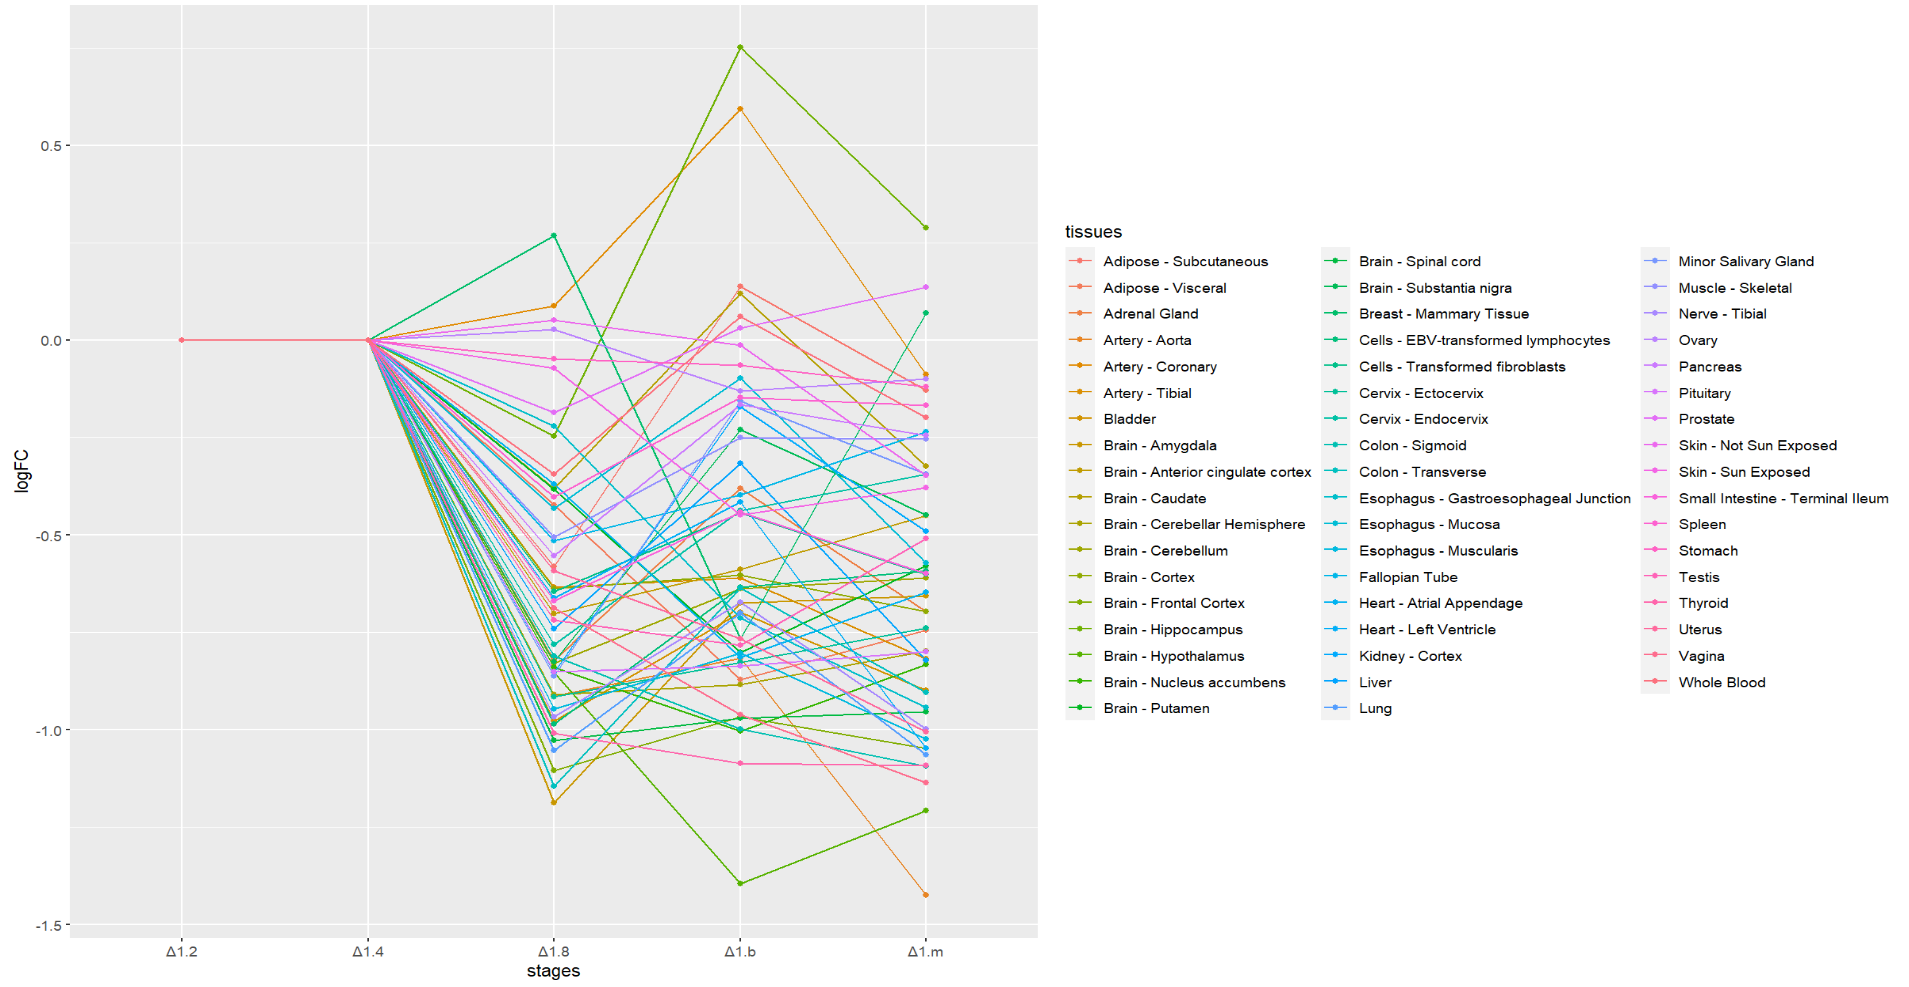 0.5
0.0
-0.5
-1.0
-1.5
logFC
Δ1.2
Δ1.4
Δ1.8
Δ1.b
Δ1.m
stages
tissues
Adipose - Subcutaneous
Adipose - Visceral
Adrenal Gland
Artery - Aorta
Artery - Coronary
Artery - Tibial
Bladder
Brain - Amygdala
Brain - Anterior cingulate cortex
Brain - Caudate
Brain - Cerebellar Hemisphere
Brain - Cerebellum
Brain - Cortex
Brain - Frontal Cortex
Brain - Hippocampus
Brain - Hypothalamus
Brain - Nucleus accumbens
Brain - Putamen
Brain - Spinal cord
Brain - Substantia nigra
Breast - Mammary Tissue
Cells - EBV-transformed lymphocytes
Cells - Transformed fibroblasts
Cervix - Ectocervix
Cervix - Endocervix
Colon - Sigmoid
Colon - Transverse
Esophagus - Gastroesophageal Junction
Esophagus - Mucosa
Esophagus - Muscularis
Fallopian Tube
Heart - Atrial Appendage
Heart - Left Ventricle
Kidney - Cortex
Liver
Lung
Minor Salivary Gland
Muscle - Skeletal
Nerve - Tibial
Ovary
Pancreas
Pituitary
Prostate
Skin - Not Sun Exposed
Skin - Sun Exposed
Small Intestine - Terminal Ileum
Spleen
Stomach
Testis
Thyroid
Uterus
Vagina
Whole Blood